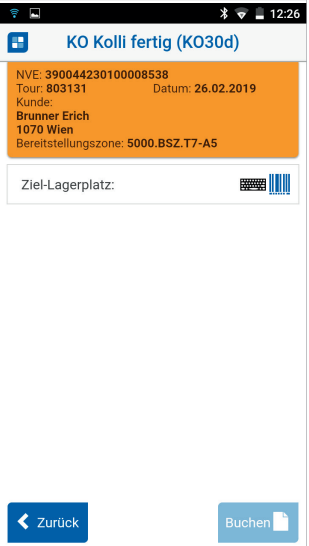 12:26
KO Kolli fertig (KO30d)
NVE: 390044230100008538
Tour: 803131 Datum: 26.02.2019
Kunde:
Brunner Erich
1070 Wien
Bereitstellungszone: 5000.BSZ.T7-A5
Ziel-Lagerplatz:
Zurück Buchen